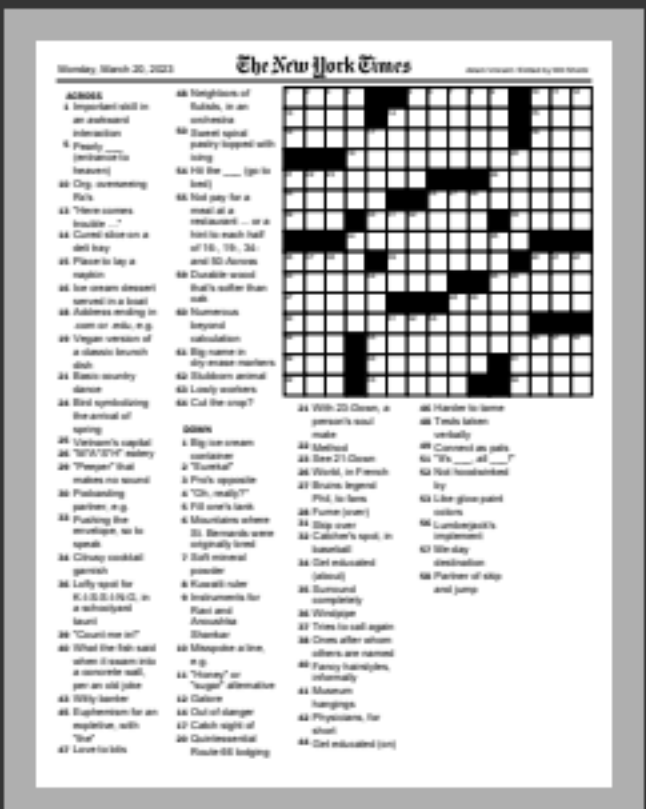 Monday, March 20, 2023
The New York Times
ACROSS
1 Important skill in
an awkward
interaction
5 Pearly ___
(entrance to
heaven)
10 Org. overseeing
Rx's
13 "Here comes
trouble ..."
14 Cured slice on a
deli tray
15 Place to lay a
napkin
16 Ice cream dessert
served in a boat
18 Address ending in
.com or .edu, e.g.
19 Vegan version of
a classic brunch
dish
21 Basic country
dance
24 Bird symbolizing
the arrival of
spring
25 Vietnam's capital
26 "M*A*S*H" eatery
29 "Peeper" that
makes no sound
30 Podcasting
partner, e.g.
33 Pushing the
envelope, so to
speak
34 Citrusy cocktail
garnish
36 Lofty spot for
K-I-S-S-I-N-G, in
a schoolyard
taunt
39 "Count me in!"
40 What the fish said
when it swam into
a concrete wall,
per an old joke
43 Witty banter
45 Euphemism for an
expletive, with
"the"
47 Love to bits
48 Neighbors of
flutists, in an
orchestra
50 Sweet spiral
pastry topped with
icing
54 Hit the ___ (go to
bed)
55 Not pay for a
meal at a
restaurant ... or a
hint to each half
of 16-, 19-, 34-
and 50-Across
59 Durable wood
that's softer than
oak
60 Numerous
beyond
calculation
61 Big name in
dry-erase markers
62 Stubborn animal
63 Lowly workers
64 Cut the crop?
DOWN
1 Big ice cream
container
2 "Eureka!"
3 Pro's opposite
4 "Oh, really?"
5 Fill one's tank
6 Mountains where
St. Bernards were
originally bred
7 Soft mineral
powder
8 Kuwaiti ruler
9 Instruments for
Ravi and
Anoushka
Shankar
10 Misspoke a line,
e.g.
11 "Honey" or
"sugar" alternative
12 Galore
14 Out of danger
17 Catch sight of
20 Quintessential
Route 66 lodging
21 With 23-Down, a
person's soul
mate
22 Method
23 See 21-Down
26 World, in French
27 Bruins legend
Phil, to fans
28 Fume (over)
31 Skip over
32 Catcher's spot, in
baseball
34 Get educated
(about)
35 Surround
completely
36 Windpipe
37 Tries to call again
38 Ones after whom
others are named
40 Fancy hairstyles,
informally
41 Museum
hangings
42 Physicians, for
short
44 Get educated (on)
46 Harder to tame
48 Tests taken
verbally
49 Connect as pals
51 "It's ___, all ___!"
52 Not hoodwinked
by
53 Like glow paint
colors
56 Lumberjack's
implement
57 We-day
destination
58 Partner of skip
and jump